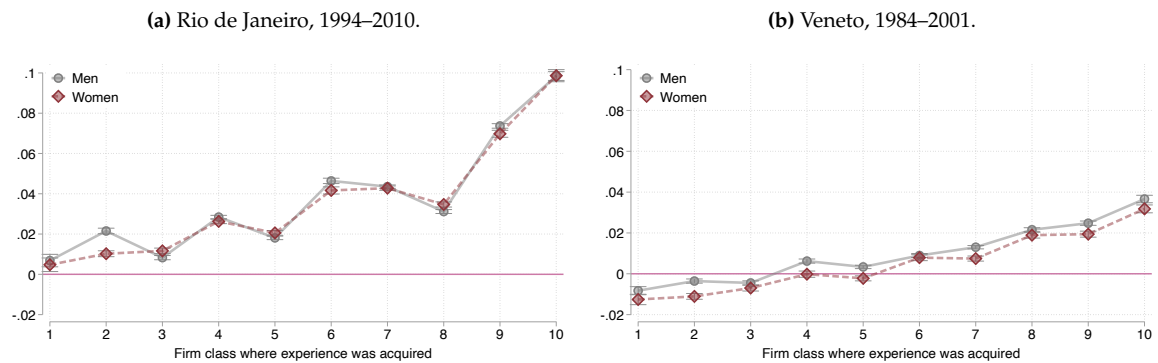 (a) Rio de Janeiro, 1994–2010.
.1
.08
.06
.04
.02
0
-.02
Men
Women
1 2 3 4 5 6 7 8 9 10
Firm class where experience was acquired
(b) Veneto, 1984–2001.
.1
.08
.06
.04
.02
0
-.02
Men
Women
1 2 3 4 5 6 7 8 9 10
Firm class where experience was acquired